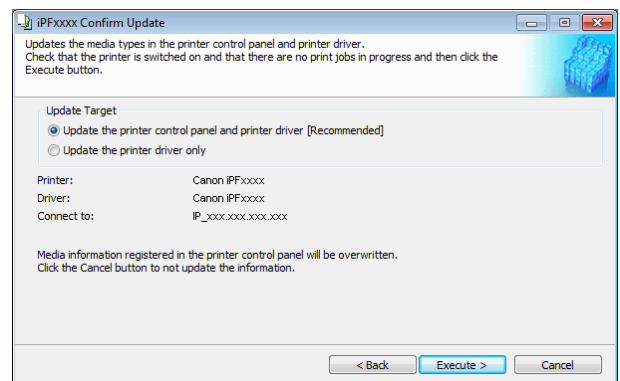 iPFxxxx Confirm Update
Updates the media types in the printer control panel and printer driver.
Check that the printer is switched on and that there are no print jobs in progress and then click the
Execute button.
Update Target
Update the printer control panel and printer driver [Recommended]
Update the printer driver only
Printer: Canon iPFxxxx
Driver: Canon iPFxxxx
Connect to: IP_xxx.xxx.xxx.xxx
Media information registered in the printer control panel will be overwritten.
Click the Cancel button to not update the information.
< Back Execute > Cancel